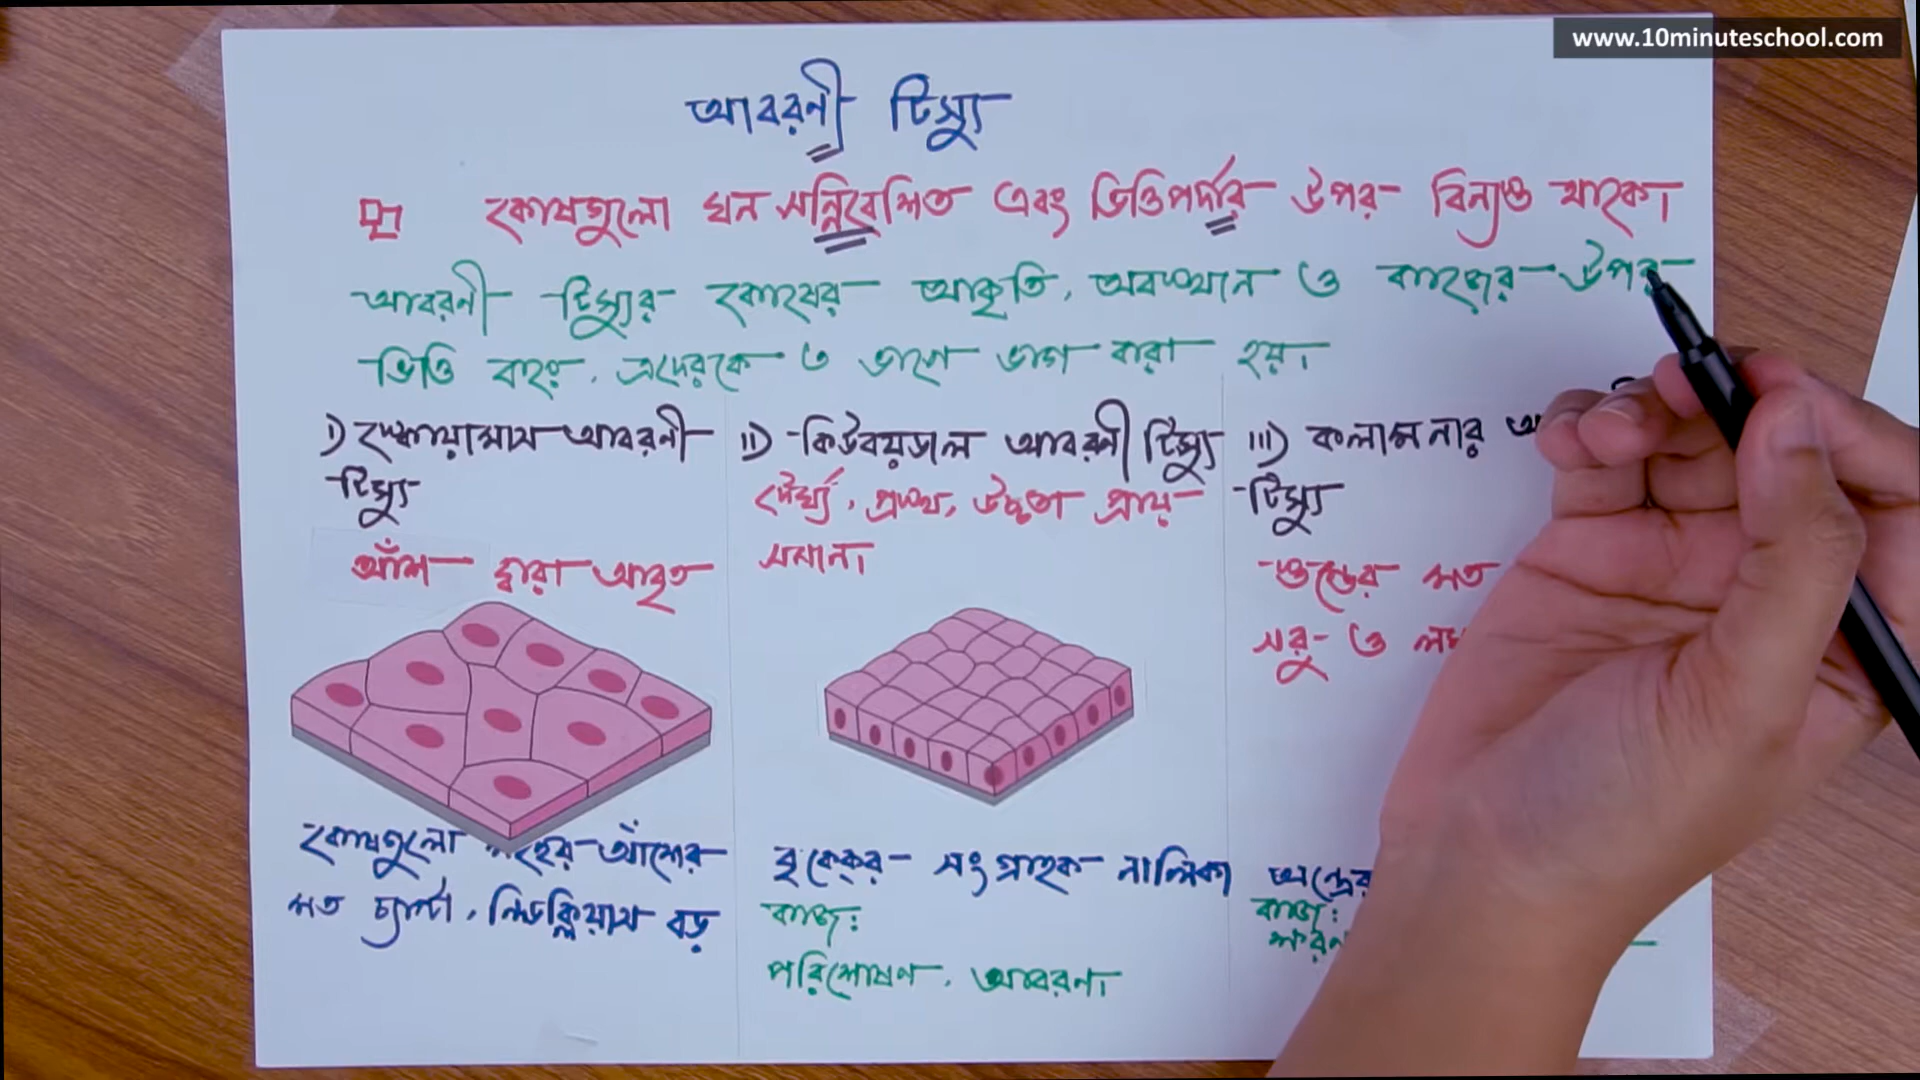 www.10minuteschool.com
আবরণী টিস্যু
কোষগুলো ঘন সন্নিবেশিত এবং ভিত্তিপর্দার উপর বিন্যস্ত থাকে।
আবরণী টিস্যুর কোষের আকৃতি, অবস্থান ও কাজের উপর
ভিত্তি করে, এদেরকে ৩ ভাগে ভাগ করা হয়।
i) স্কোয়ামাস আবরণী
টিস্যু
আঁশ দ্বারা আবৃত
কোষগুলো মাছের আঁশের
মত চ্যাপ্টা, নিউক্লিয়াস বড়
ii) কিউবয়ডাল আবরণী টিস্যু
দৈর্ঘ্য, প্রস্থ, উচ্চতা প্রায়
সমান।
বৃক্কের সংগ্রাহক নালিকা
কাজ:
পরিশোষণ, আবরণ।
iii) কলামনার
টিস্যু
স্তম্ভের মত
সরু ও
অন্ত্রের
কাজ: